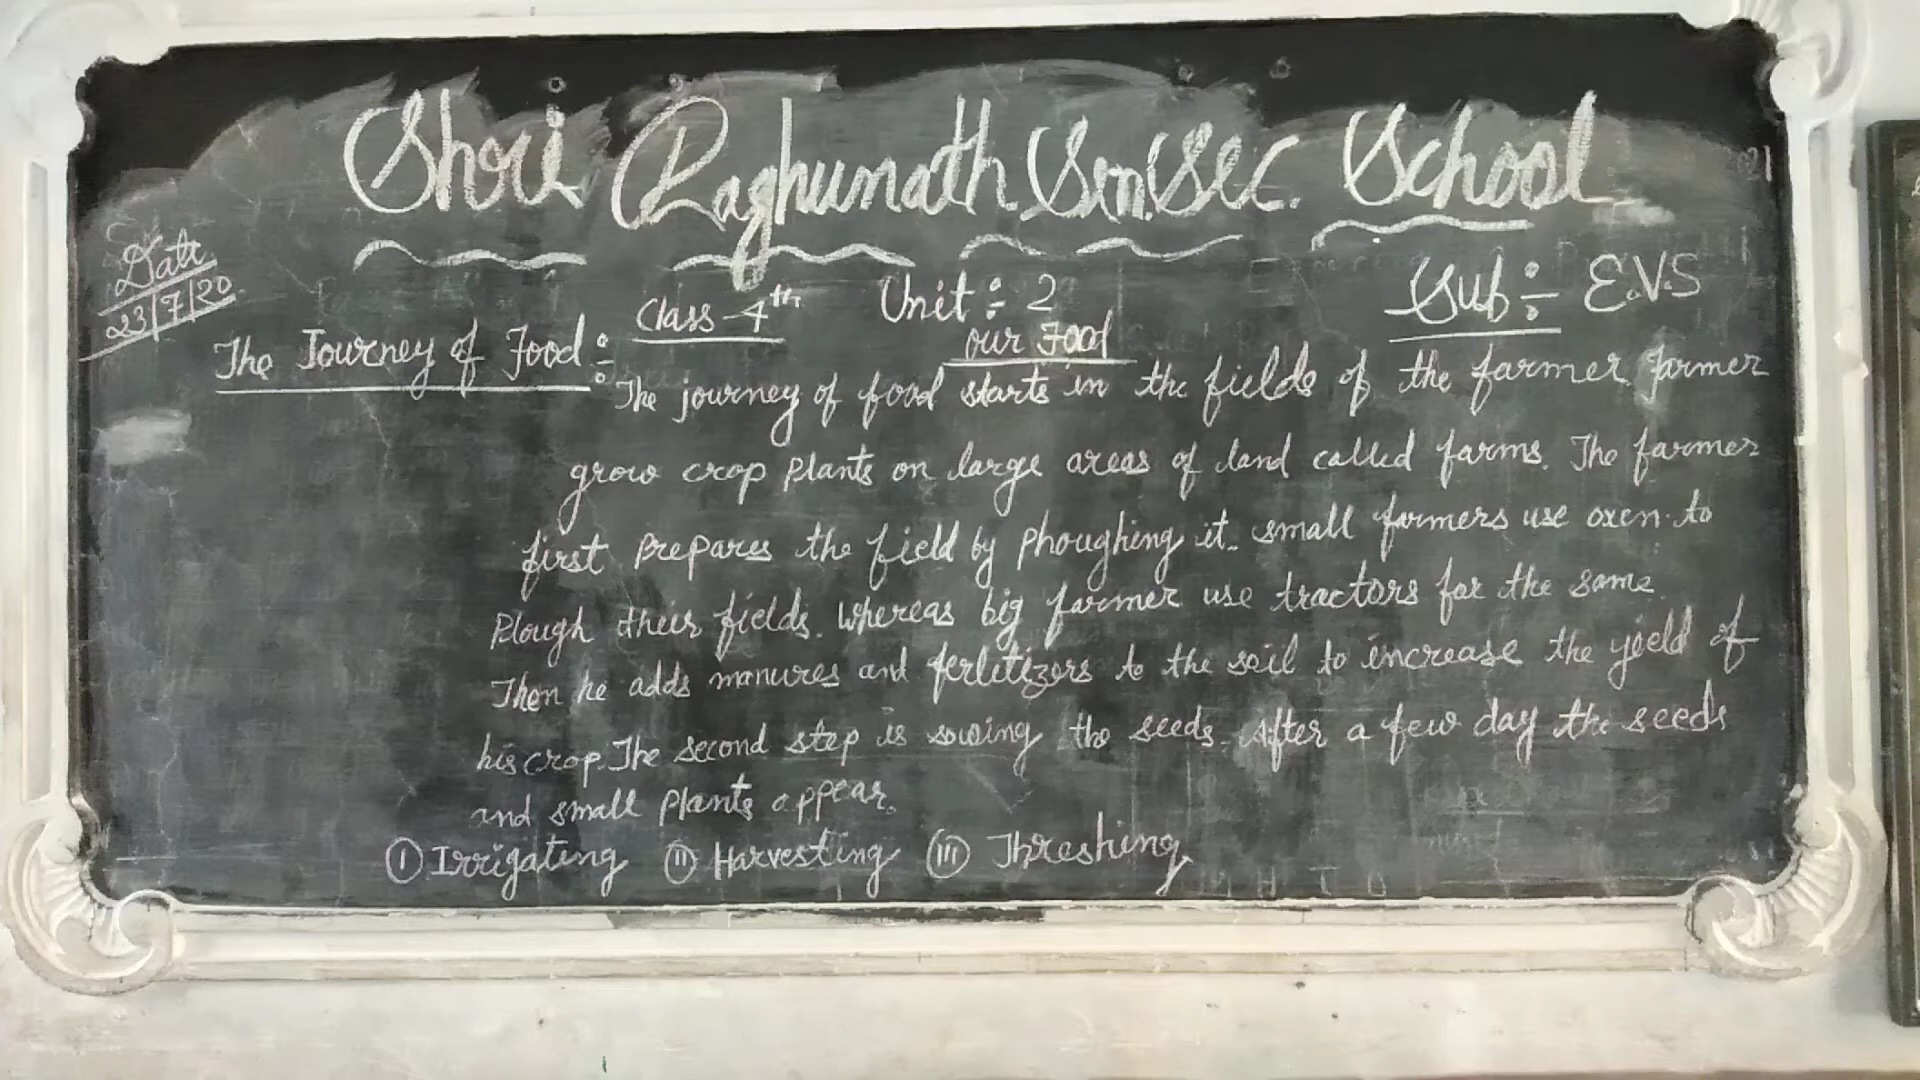 Shri Raghunath Sen. Sec. School
Date
23/7/20
Class-4th
Unit ÷ 2
Sub ÷ E.V.S
our Food
The Journey of Food ÷
The journey of food starts in the fields of the farmer. farmer
grow crop plants on large areas of land called farms. The farmer
first prepares the field by phoughing it. small farmers use oxen to
Plough their fields. whereas big farmer use tractors for the same.
Then he adds manures and ferletizers to the soil to increase the yield of
his crop. The second step is sowing the seeds. After a few day the seeds
and small plants appear.
(i) Irrigating (ii) Harvesting (iii) Threshing